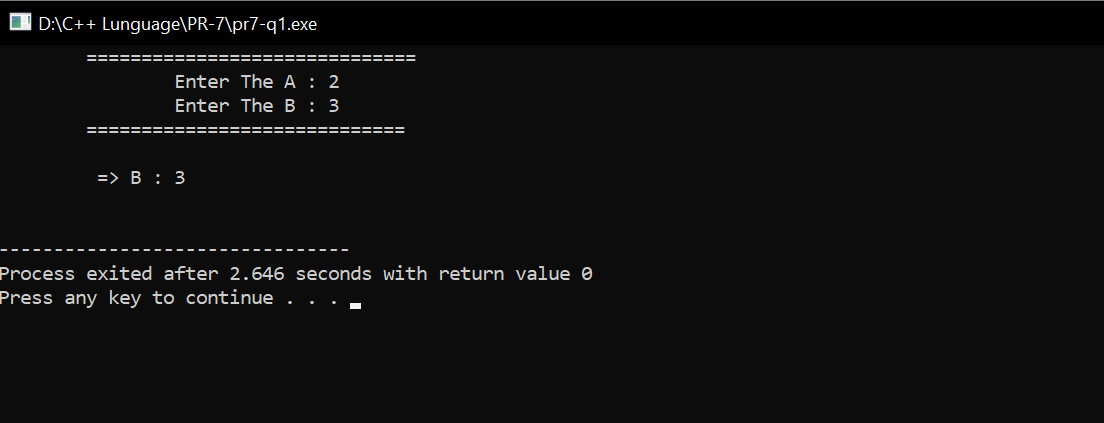 D:\C++ Lunguage\PR-7\pr7-q1.exe
==============================
Enter The A : 2
Enter The B : 3
=============================
=> B : 3
--------------------------------
Process exited after 2.646 seconds with return value 0
Press any key to continue . . .